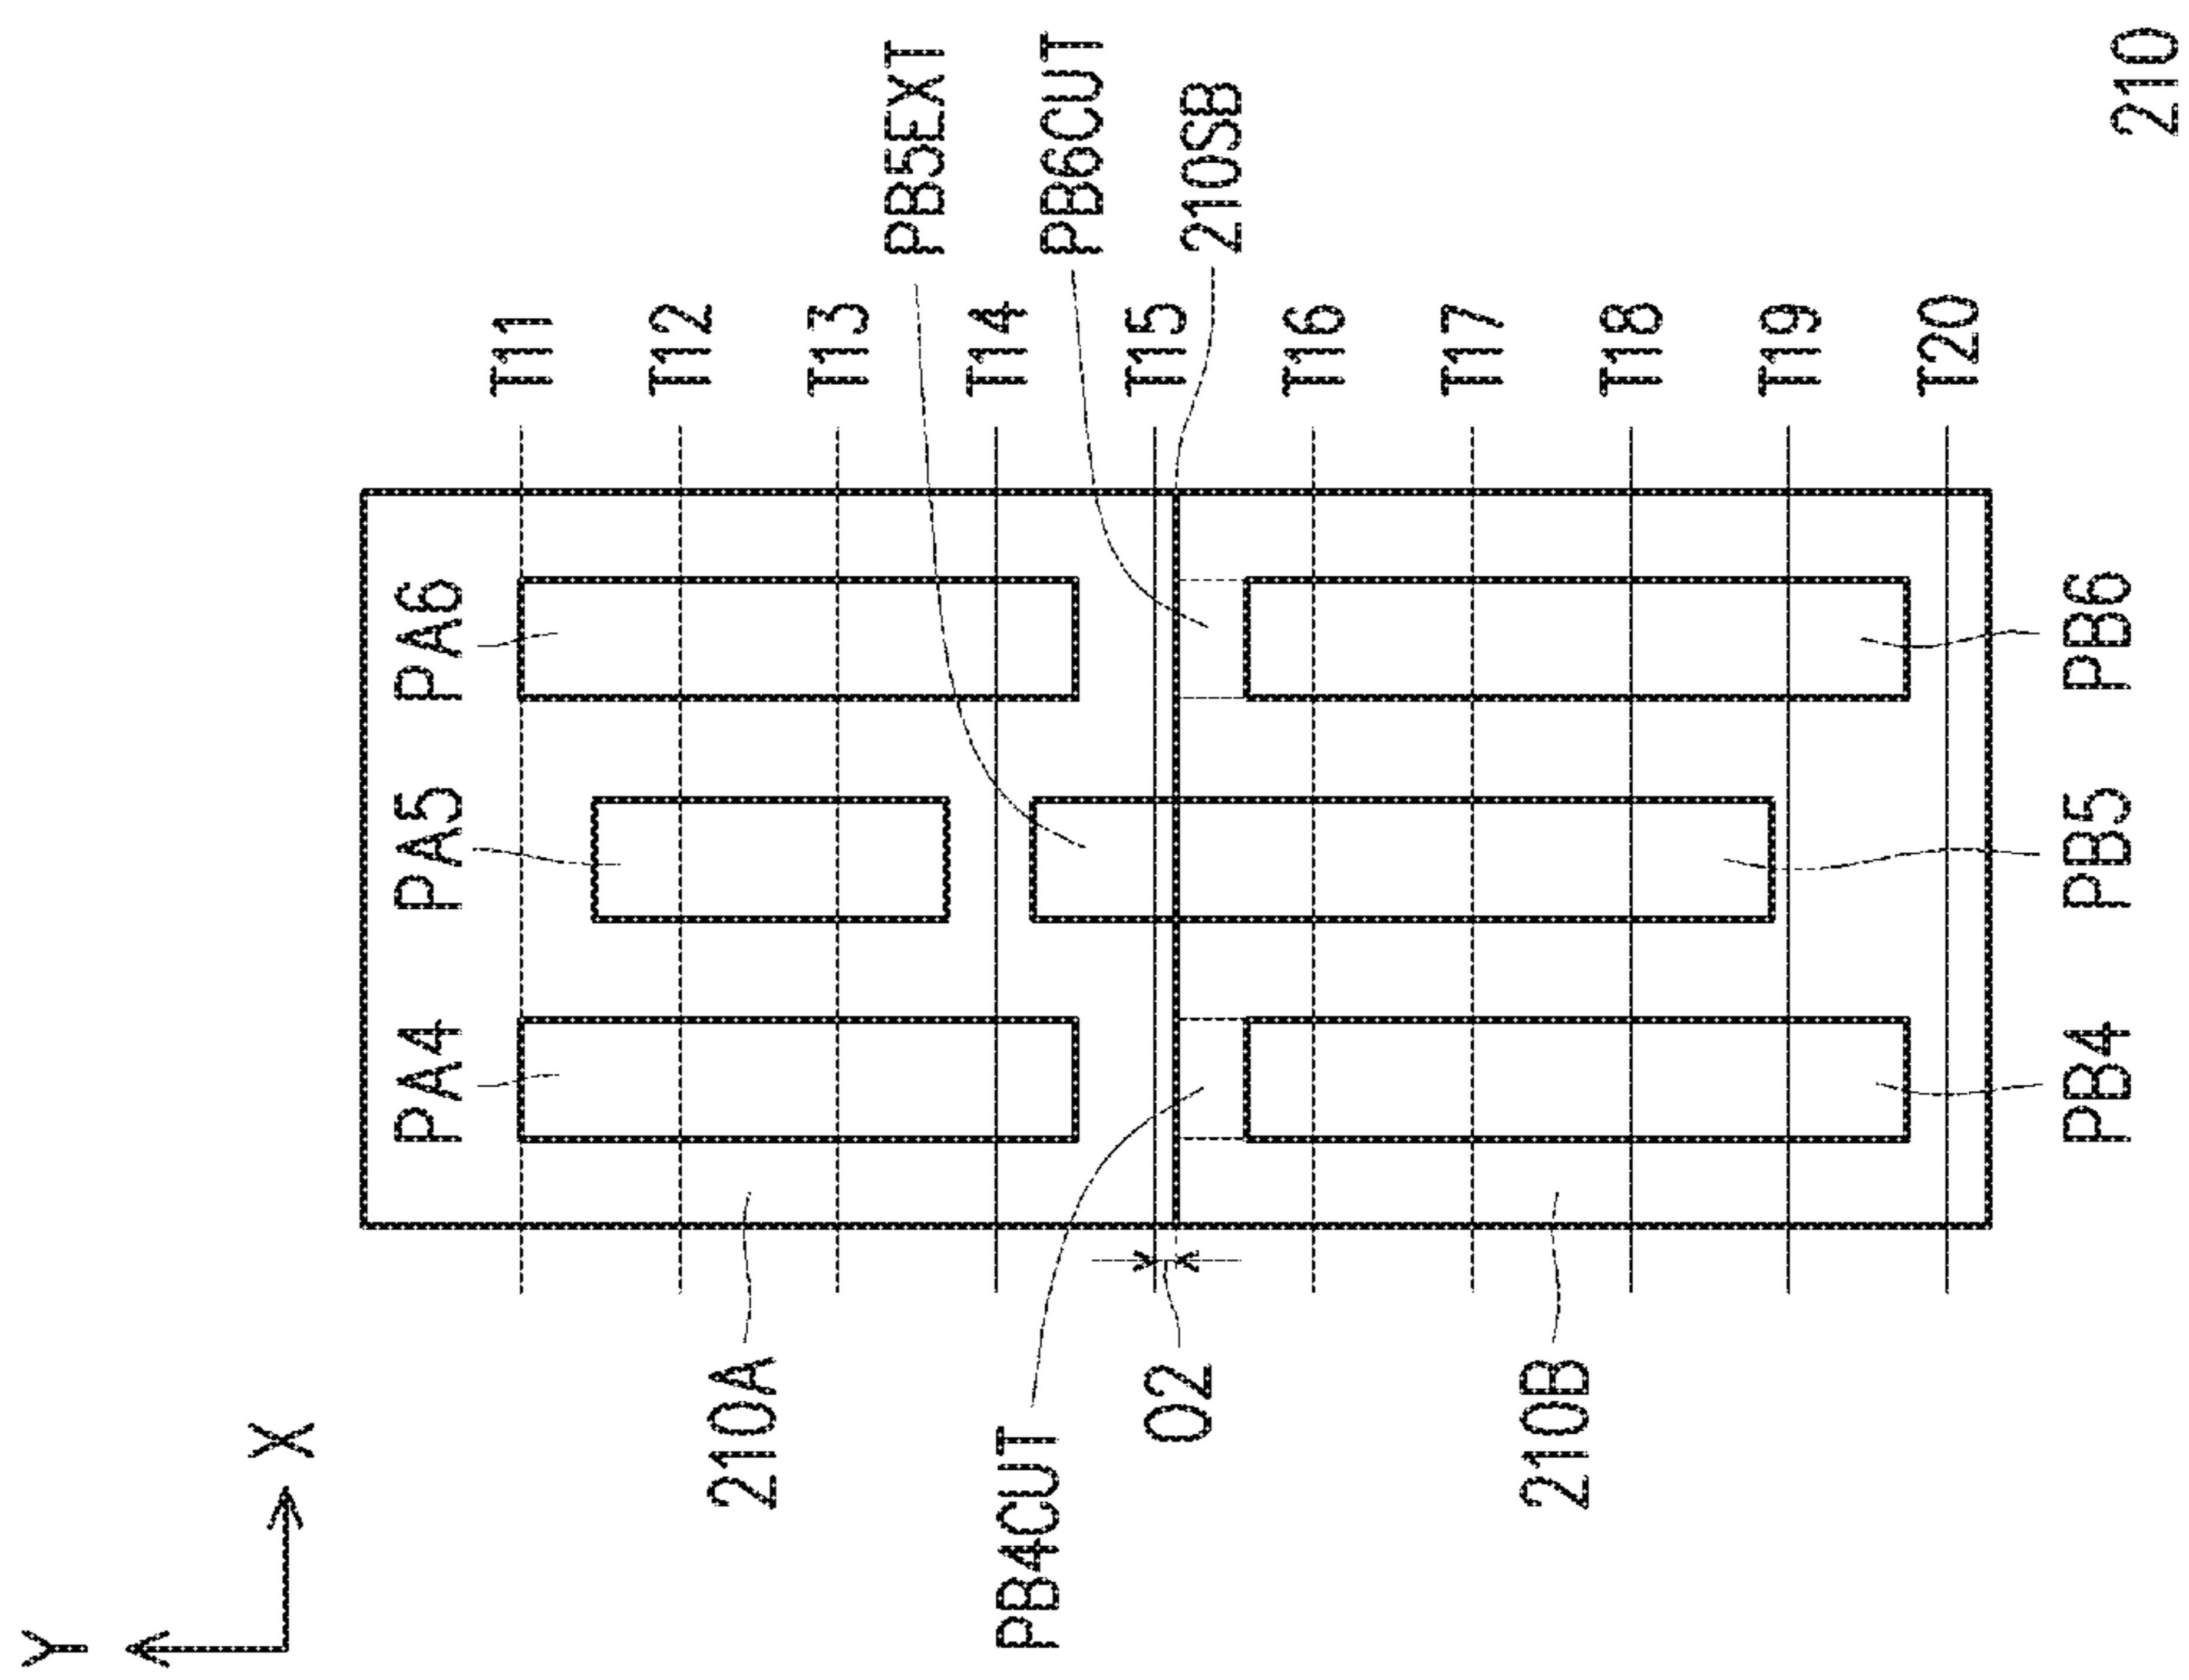 Y
X
210A
PB4CUT
O2
210B
PA4
PA5
PA6
PB4
PB5
PB6
T11
T12
T13
T14
T15
T16
T17
T18
T19
T20
PB5EXT
PB6CUT
210SB
210